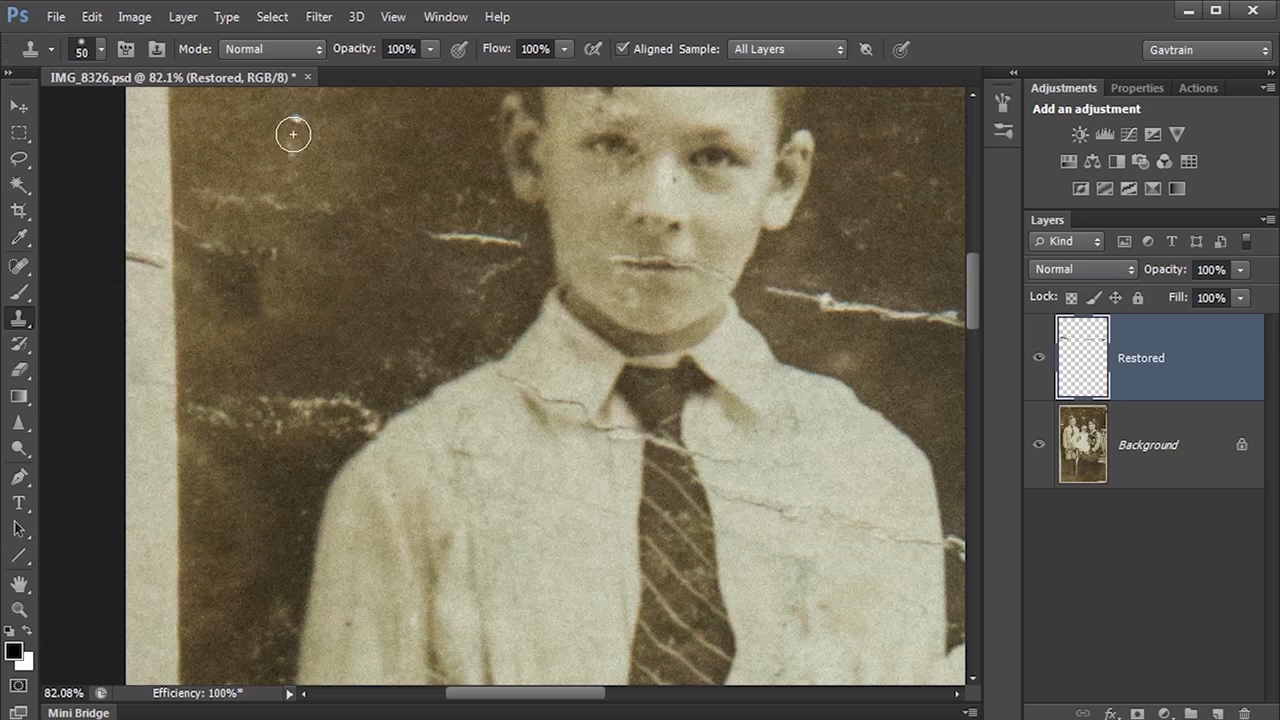 Ps File Edit Image Layer Type Select Filter 3D View Window Help
50 Mode: Normal Opacity: 100% Flow: 100% Aligned Sample: All Layers Gavtrain
IMG_8326.psd @ 82.1% (Restored, RGB/8) * ×
Adjustments Properties Actions
Add an adjustment
Layers
Kind
Normal Opacity: 100%
Lock: Fill: 100%
Restored
Background
82.08% Efficiency: 100%*
Mini Bridge